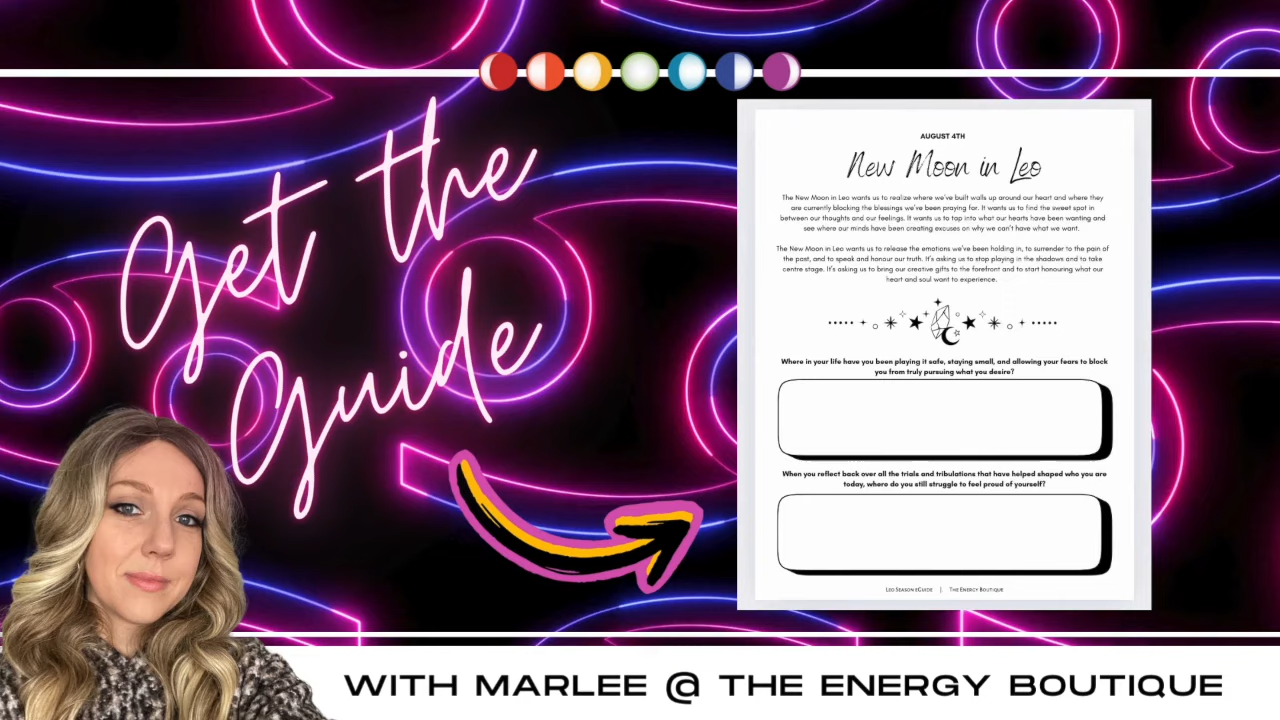 Get the
Guide
AUGUST 4TH
New Moon in Leo
The New Moon in Leo wants us to realize where we've built walls up around our heart and where they
are currently blocking the blessings we've been praying for. It wants us to find the sweet spot in
between our thoughts and our feelings. It wants us to tap into what our hearts have been wanting and
see where our minds have been creating excuses on why we can't have what we want.
The New Moon in Leo wants us to release the emotions we've been holding in, to surrender to the pain of
the past, and to speak and honour our truth. It's asking us to stop playing in the shadows and to take
centre stage. It's asking us to bring our creative gifts to the forefront and to start honouring what our
heart and soul want to experience.
Where in your life have you been playing it safe, staying small, and allowing your fears to block
you from truly pursuing what you desire?
When you reflect back over all the trials and tribulations that have helped shaped who you are
today, where do you still struggle to feel proud of yourself?
Leo Season eGuide | The Energy Boutique
WITH MARLEE @ THE ENERGY BOUTIQUE